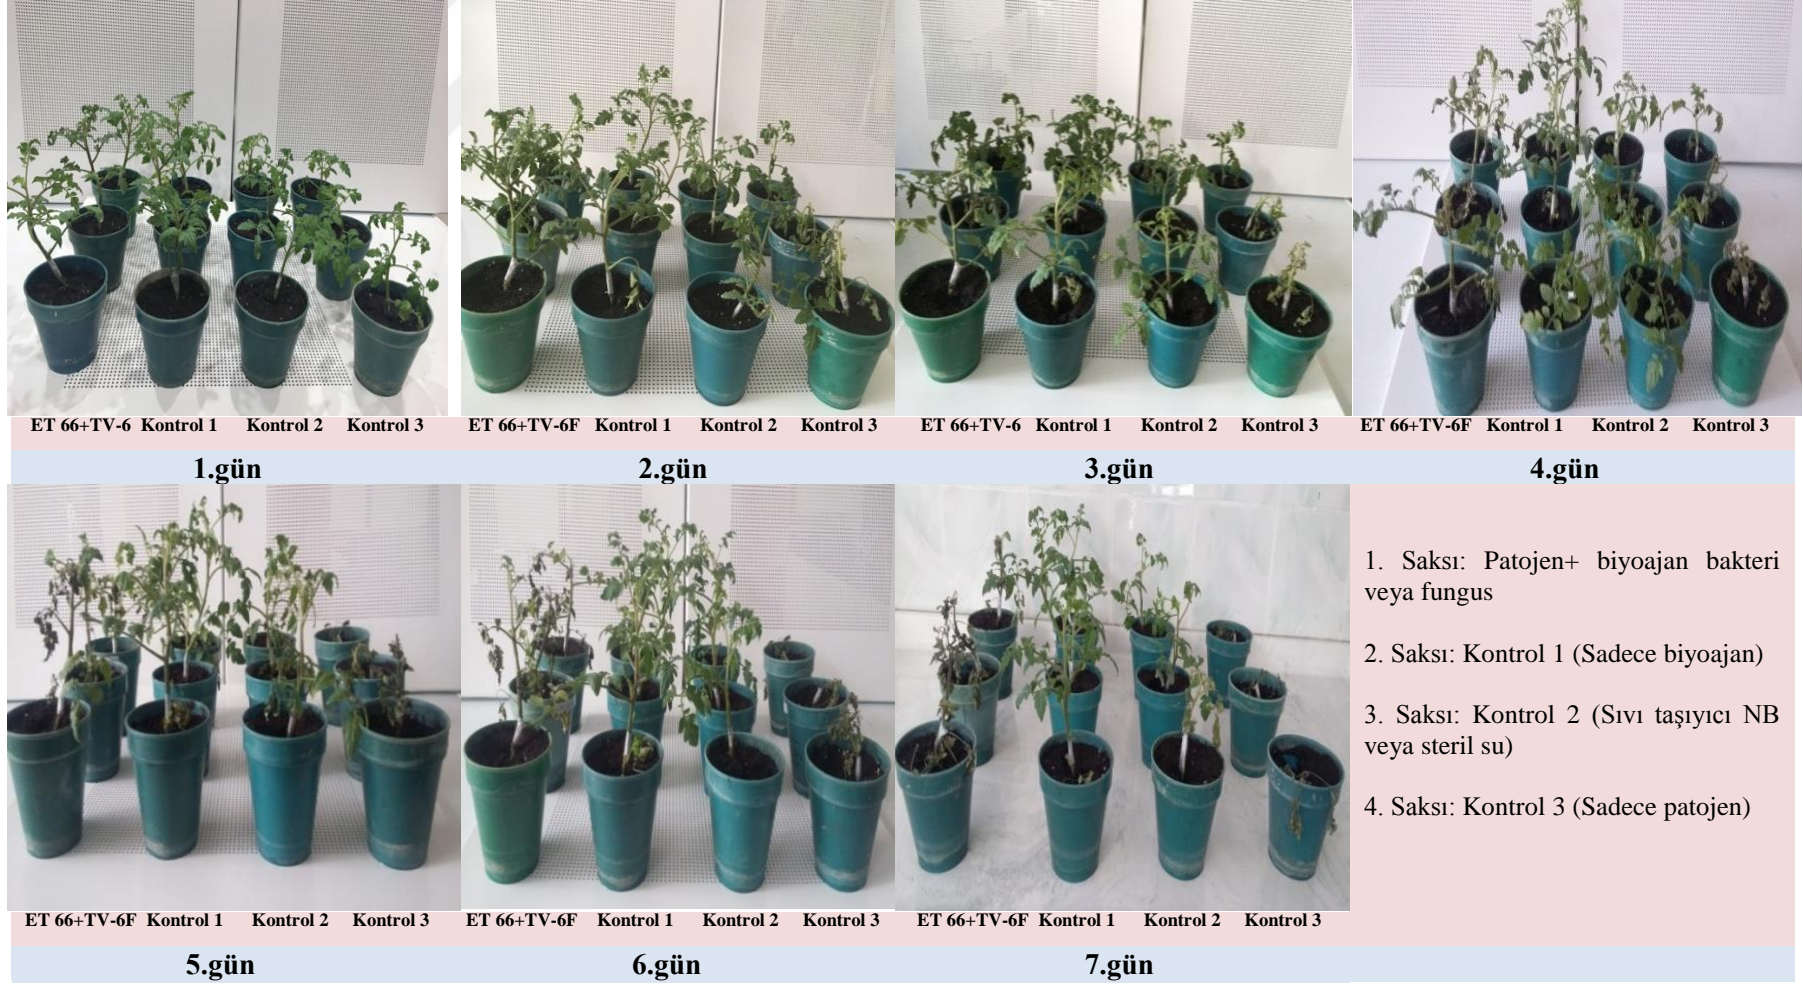 ET 66+TV-6 Kontrol 1 Kontrol 2 Kontrol 3
1.gün
ET 66+TV-6F Kontrol 1 Kontrol 2 Kontrol 3
2.gün
ET 66+TV-6 Kontrol 1 Kontrol 2 Kontrol 3
3.gün
ET 66+TV-6F Kontrol 1 Kontrol 2 Kontrol 3
4.gün
ET 66+TV-6F Kontrol 1 Kontrol 2 Kontrol 3
5.gün
ET 66+TV-6F Kontrol 1 Kontrol 2 Kontrol 3
6.gün
ET 66+TV-6F Kontrol 1 Kontrol 2 Kontrol 3
7.gün
1. Saksı: Patojen+ biyoajan bakteri
veya fungus
2. Saksı: Kontrol 1 (Sadece biyoajan)
3. Saksı: Kontrol 2 (Sıvı taşıyıcı NB
veya steril su)
4. Saksı: Kontrol 3 (Sadece patojen)